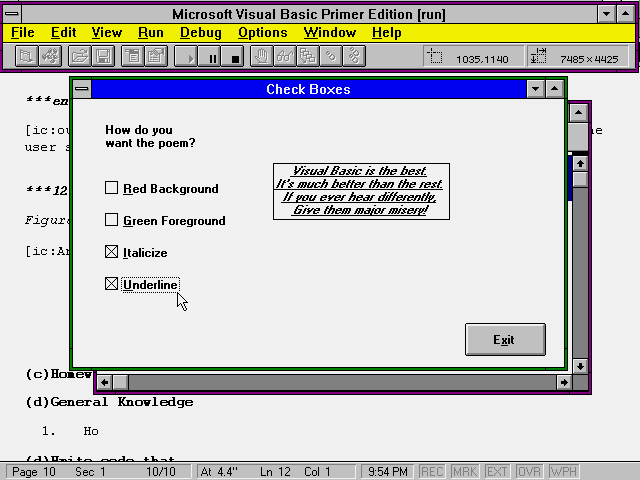 Microsoft Visual Basic Primer Edition [run]
File Edit View Run Debug Options Window Help
1035,1140 7485×4425
***en
Check Boxes
[ic:ou
user s
***12
Figur
[ic:Ar
How do you
want the poem?
Red Background
Green Foreground
Italicize
Underline
Visual Basic is the best.
It's much better than the rest.
If you ever hear differently,
Give them major misery!
Exit
(c)Homew
(d)General Knowledge
1. Ho
(d)Write code that
Page 10 Sec 1 10/10 At 4.4" Ln 12 Col 1 9:54 PM REC MRK EXT OVR WPH